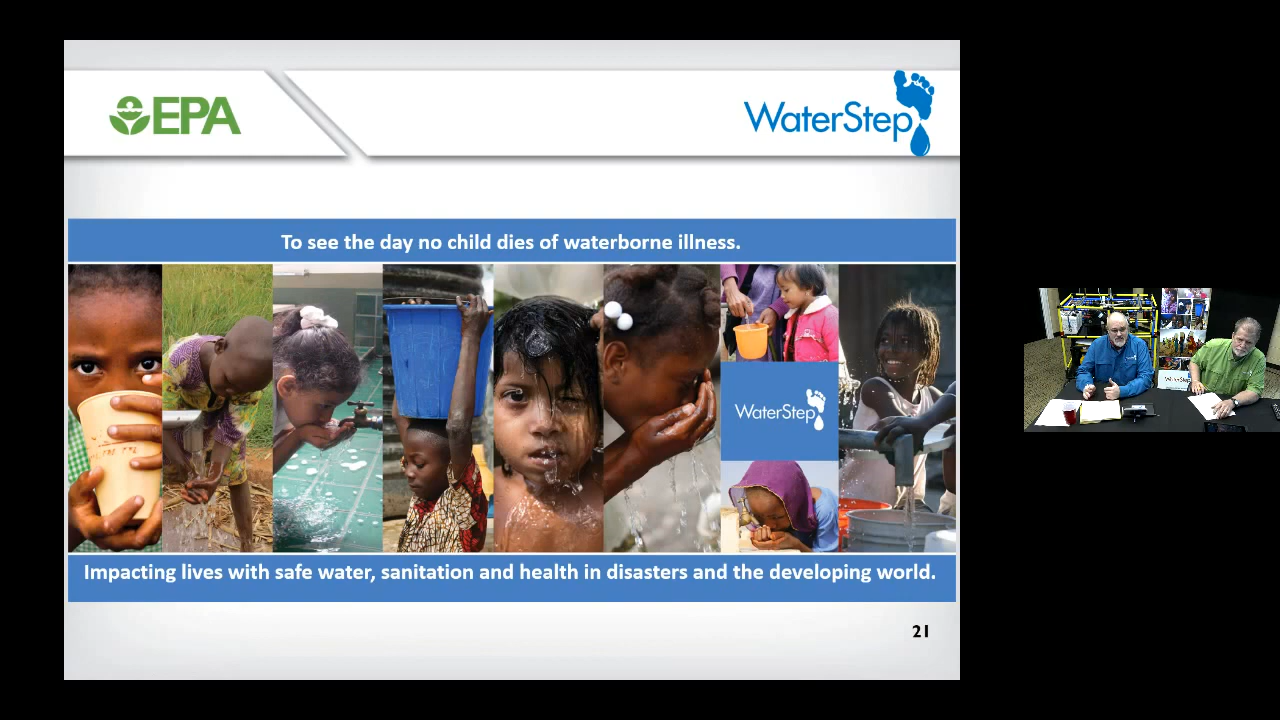 EPA
WaterStep
To see the day no child dies of waterborne illness.
WaterStep
Impacting lives with safe water, sanitation and health in disasters and the developing world.
21
WaterStep